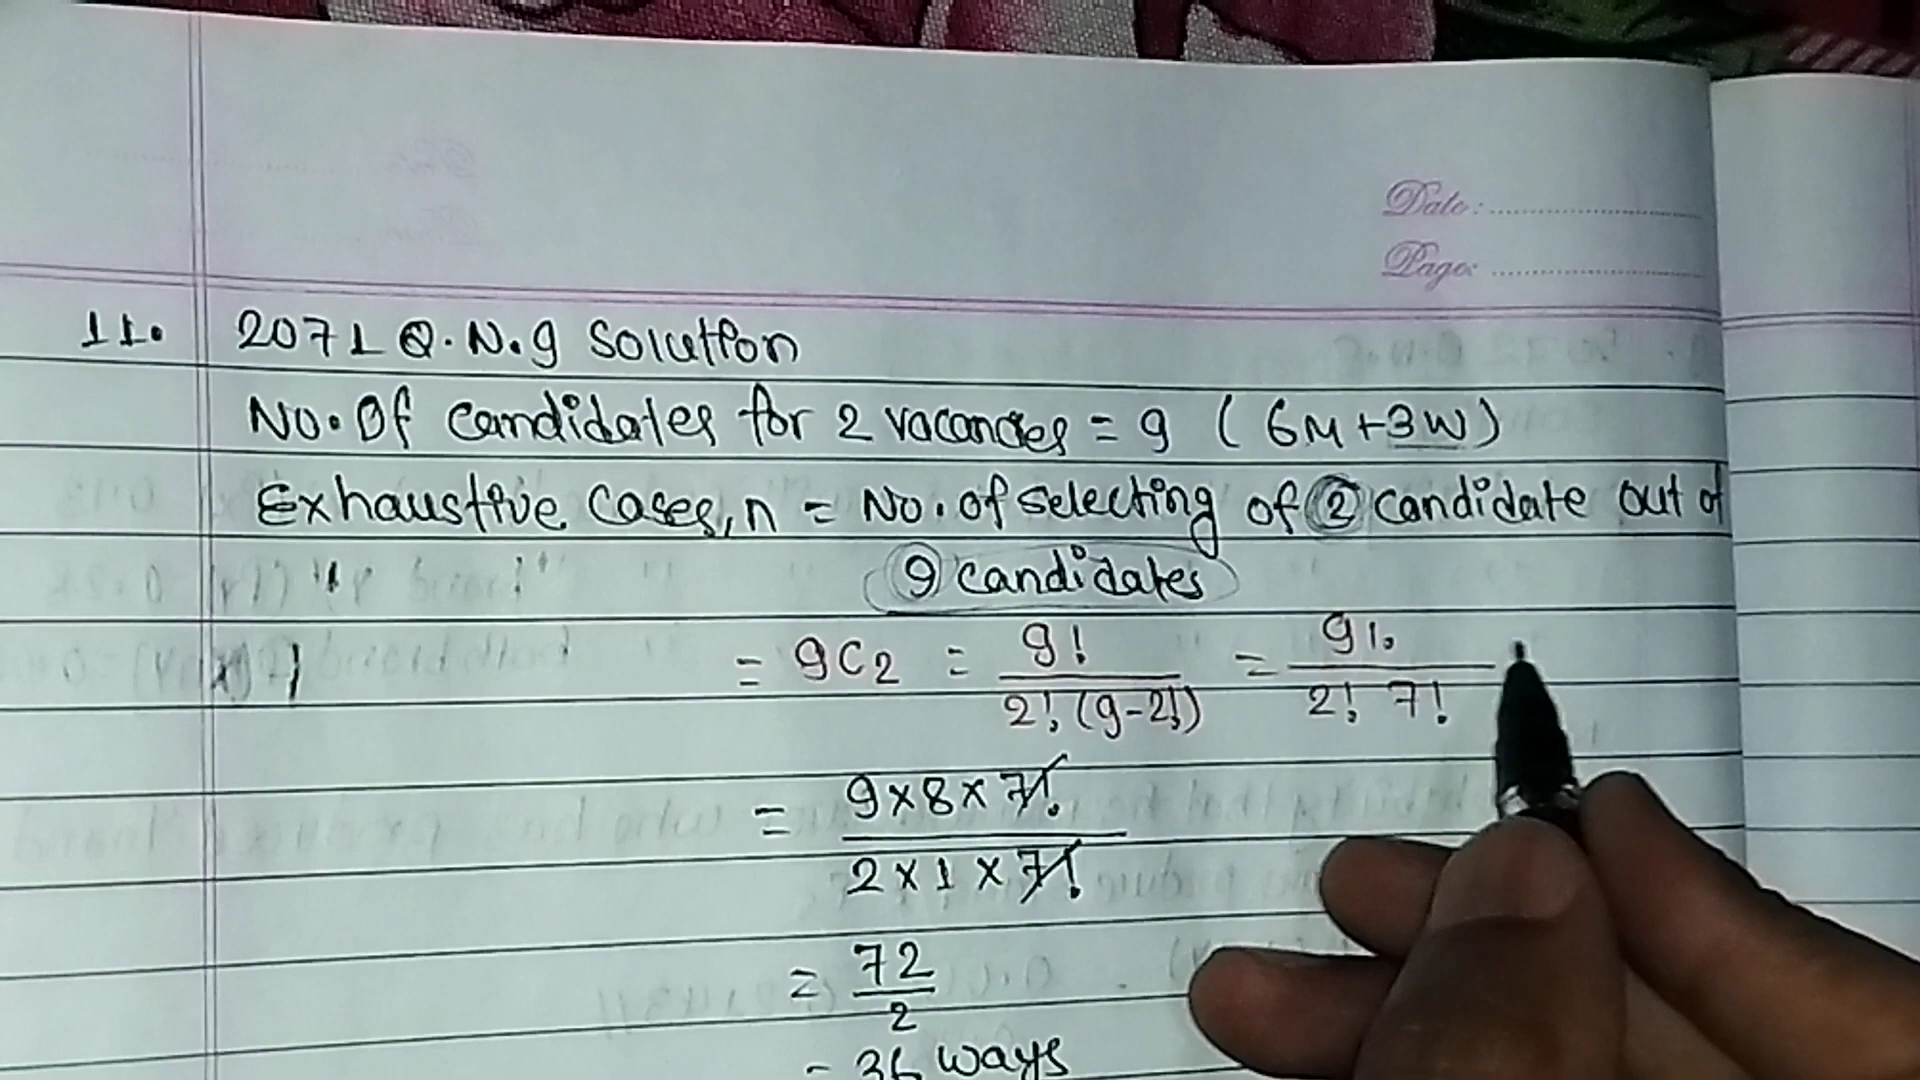 Date:
Page:
11. 2071 Q.N.9 Solution
No. Of candidates for 2 vacancies = 9 (6M+3W)
Exhaustive Cases, n = No. of selecting of 2 candidate out of
9 candidates
= 9C2 = 9! / 2! (9-2!) = 9! / 2! 7!
= 9×8×7! / 2×1×7!
= 72 / 2
= 36 ways